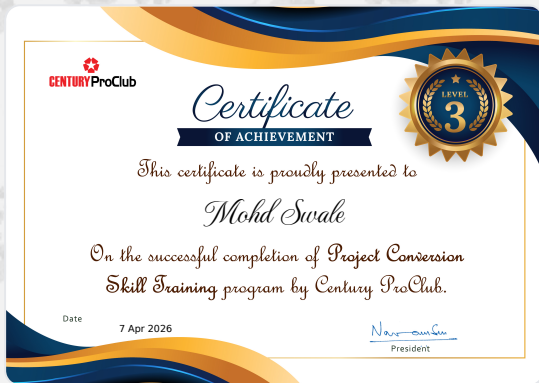 CENTURY ProClub
Certificate
OF ACHIEVEMENT
LEVEL
3
This certificate is proudly presented to
Mohd Swale
On the successful completion of Project Conversion
Skill Training program by Century ProClub.
Date
7 Apr 2026
President